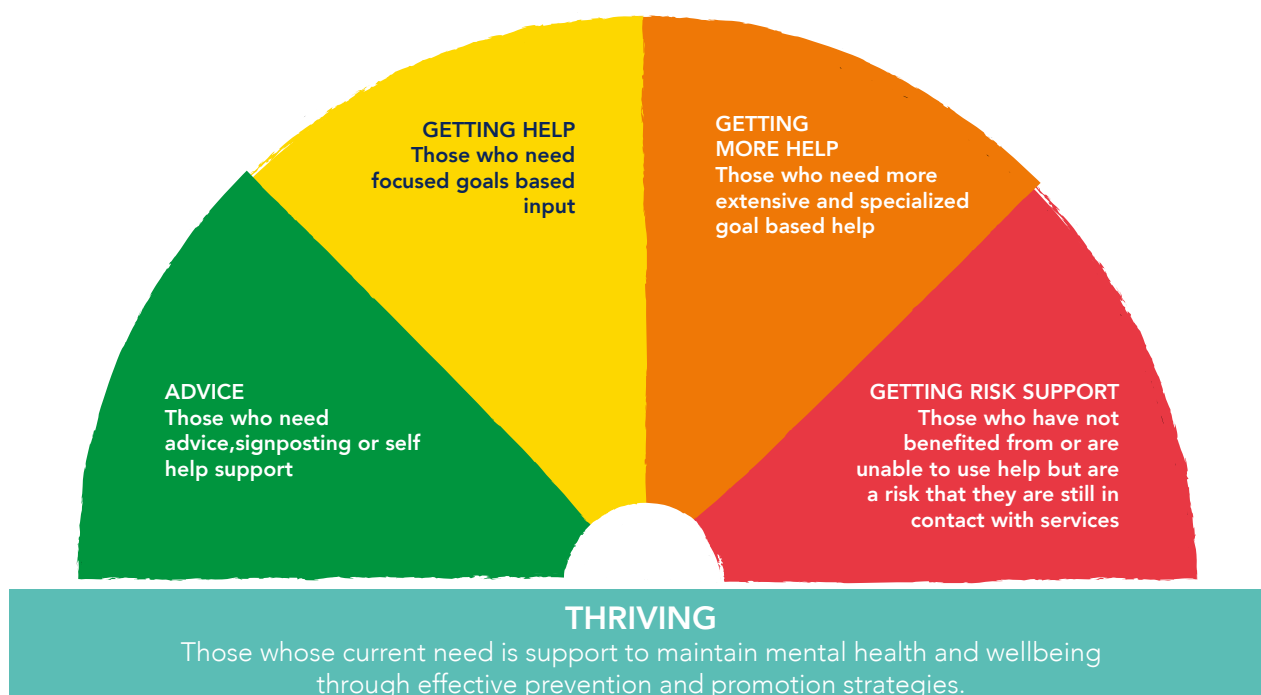 GETTING HELP
Those who need
focused goals based
input
GETTING
MORE HELP
Those who need more
extensive and specialized
goal based help
ADVICE
Those who need
advice,signposting or self
help support
GETTING RISK SUPPORT
Those who have not
benefited from or are
unable to use help but are
a risk that they are still in
contact with services
THRIVING
Those whose current need is support to maintain mental health and wellbeing
through effective prevention and promotion strategies.